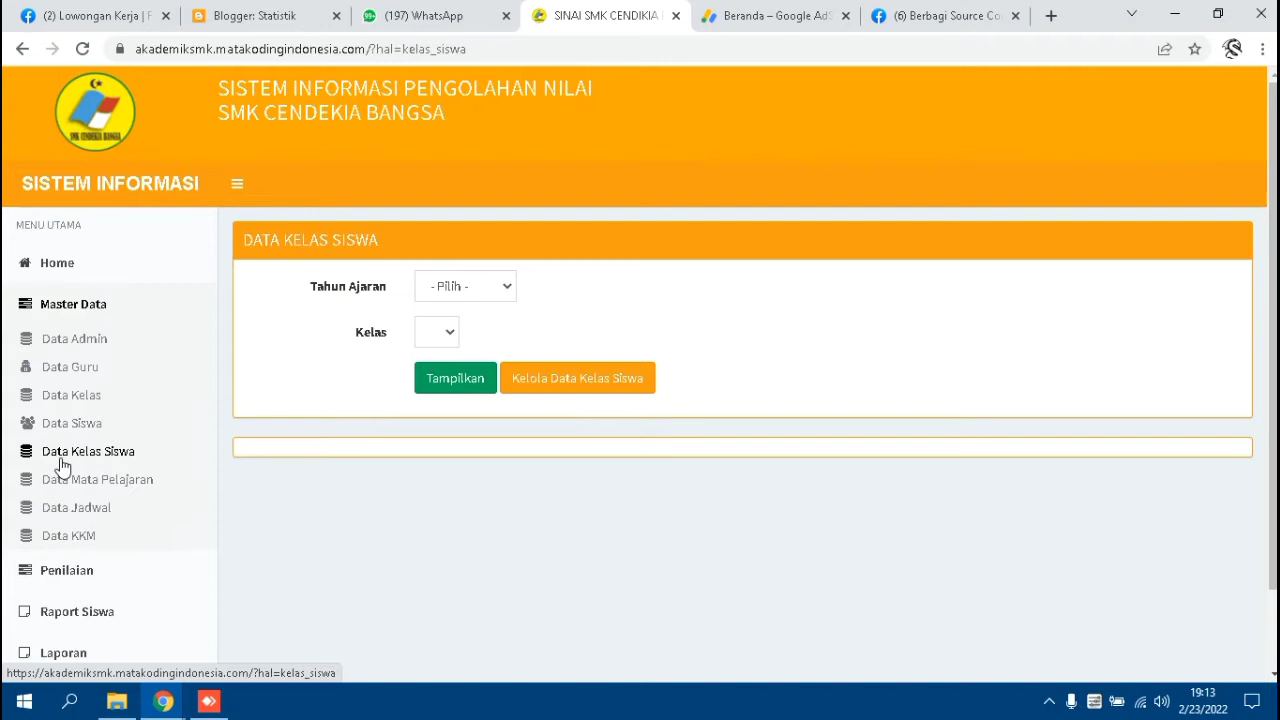 (2) Lowongan Kerja | F
Blogger: Statistik
(197) WhatsApp
SINAI SMK CENDIKIA
Beranda – Google AdS
(6) Berbagi Source Co
akademiksmk.matakodingindonesia.com/?hal=kelas_siswa
SMK CENDIKIA BANGSA
SISTEM INFORMASI PENGOLAHAN NILAI
SMK CENDEKIA BANGSA
SISTEM INFORMASI
MENU UTAMA
Home
Master Data
Data Admin
Data Guru
Data Kelas
Data Siswa
Data Kelas Siswa
Data Mata Pelajaran
Data Jadwal
Data KKM
Penilaian
Raport Siswa
Laporan
DATA KELAS SISWA
Tahun Ajaran
- Pilih -
Kelas
Tampilkan
Kelola Data Kelas Siswa
https://akademiksmk.matakodingindonesia.com/?hal=kelas_siswa
19:13
2/23/2022